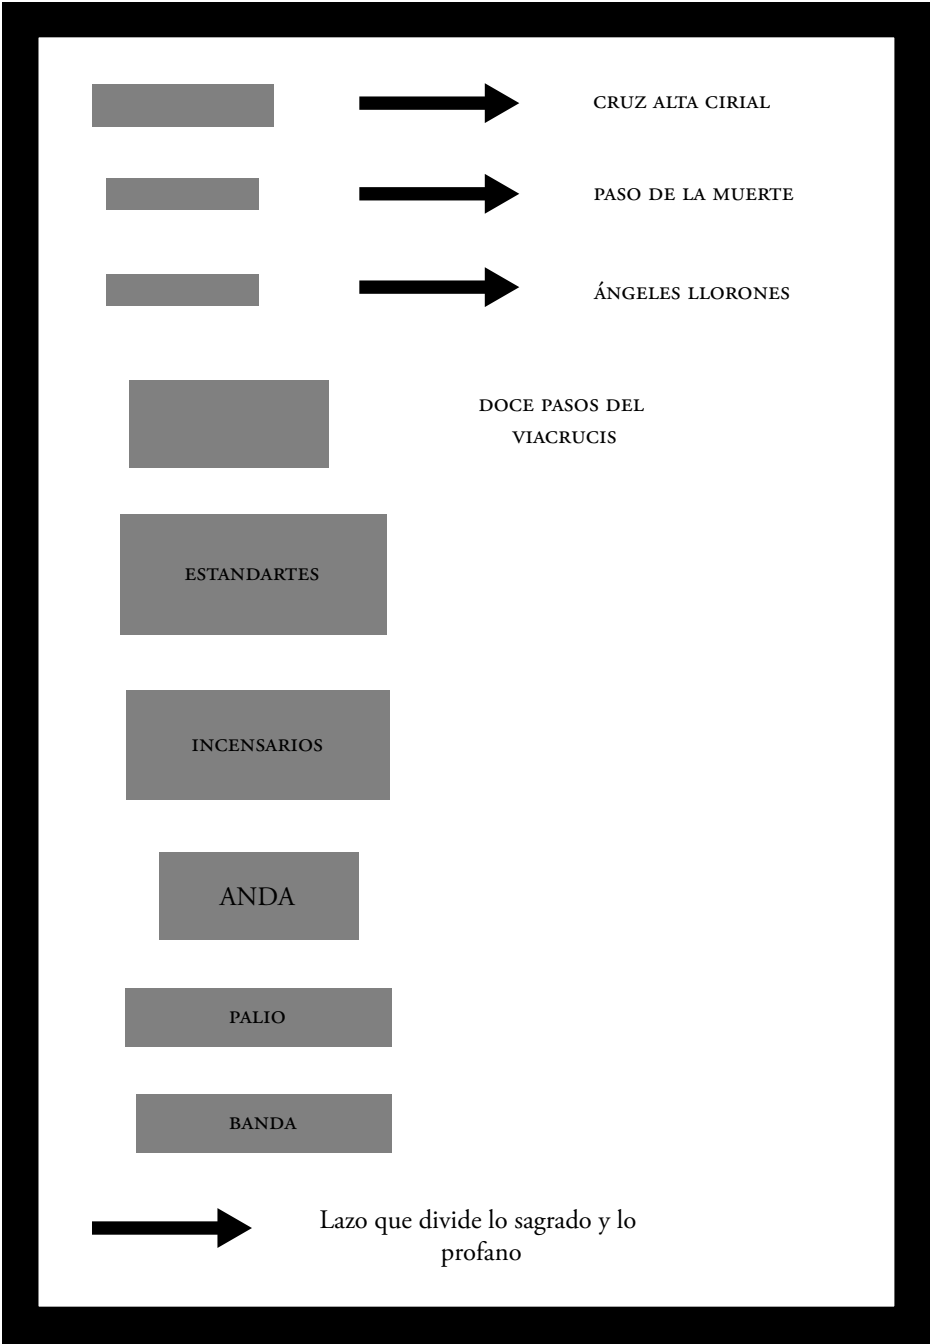 CRUZ ALTA CIRIAL
PASO DE LA MUERTE
ÁNGELES LLORONES
DOCE PASOS DEL
VIACRUCIS
ESTANDARTES
INCENSARIOS
ANDA
PALIO
BANDA
Lazo que divide lo sagrado y lo
profano